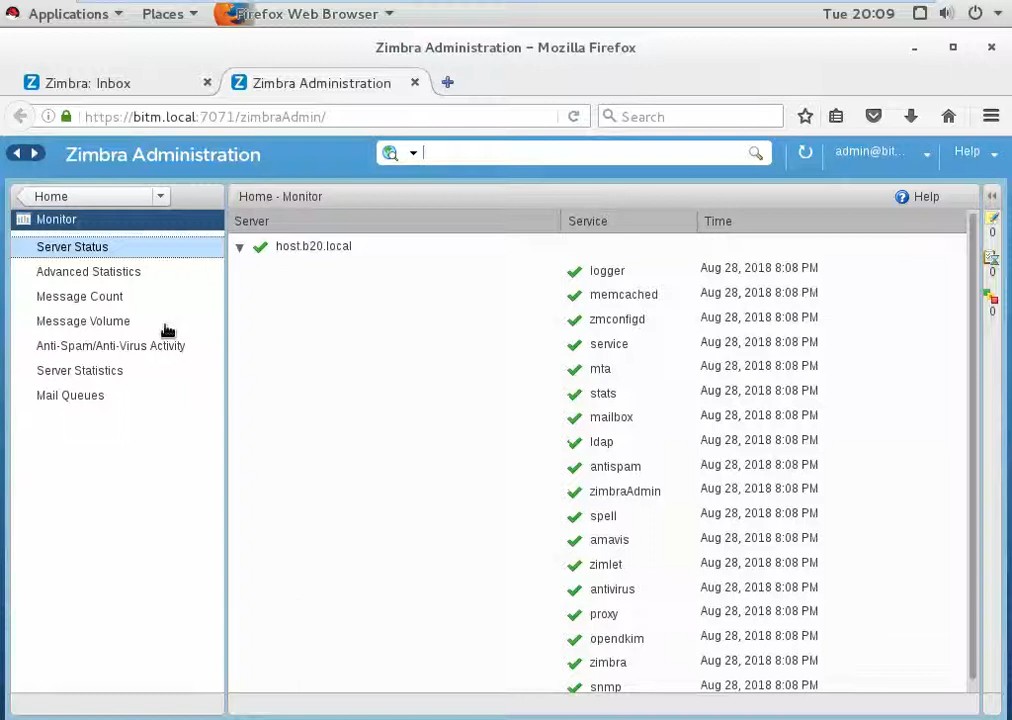 Applications Places Firefox Web Browser Tue 20:09
Zimbra Administration – Mozilla Firefox
Zimbra: Inbox Zimbra Administration
https://bitm.local:7071/zimbraAdmin/ Search
Zimbra Administration admin@bit... Help
Home Home - Monitor Help
Monitor Server Service Time
Server Status host.b20.local
Advanced Statistics logger Aug 28, 2018 8:08 PM
Message Count memcached Aug 28, 2018 8:08 PM
Message Volume zmconfigd Aug 28, 2018 8:08 PM
Anti-Spam/Anti-Virus Activity service Aug 28, 2018 8:08 PM
Server Statistics mta Aug 28, 2018 8:08 PM
Mail Queues stats Aug 28, 2018 8:08 PM
mailbox Aug 28, 2018 8:08 PM
ldap Aug 28, 2018 8:08 PM
antispam Aug 28, 2018 8:08 PM
zimbraAdmin Aug 28, 2018 8:08 PM
spell Aug 28, 2018 8:08 PM
amavis Aug 28, 2018 8:08 PM
zimlet Aug 28, 2018 8:08 PM
antivirus Aug 28, 2018 8:08 PM
proxy Aug 28, 2018 8:08 PM
opendkim Aug 28, 2018 8:08 PM
zimbra Aug 28, 2018 8:08 PM
snmp Aug 28, 2018 8:08 PM
0
0
0